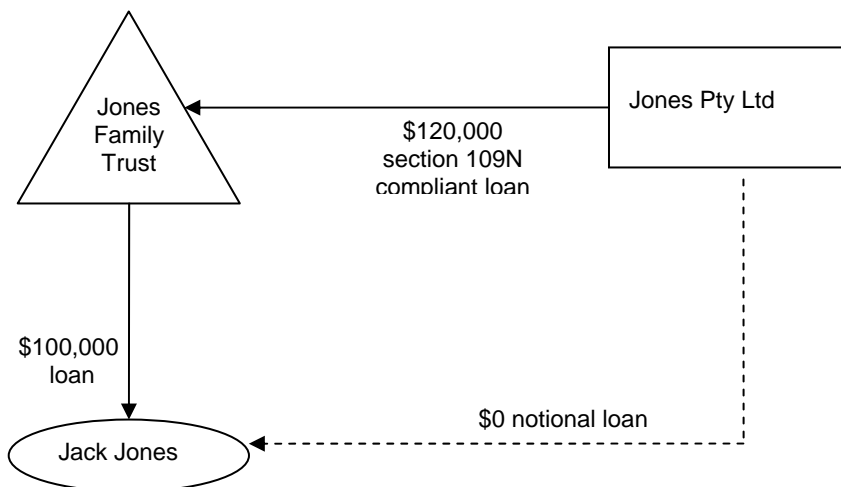 Jones
Family
Trust
Jones Pty Ltd
$120,000
section 109N
compliant loan
$100,000
loan
$0 notional loan
Jack Jones